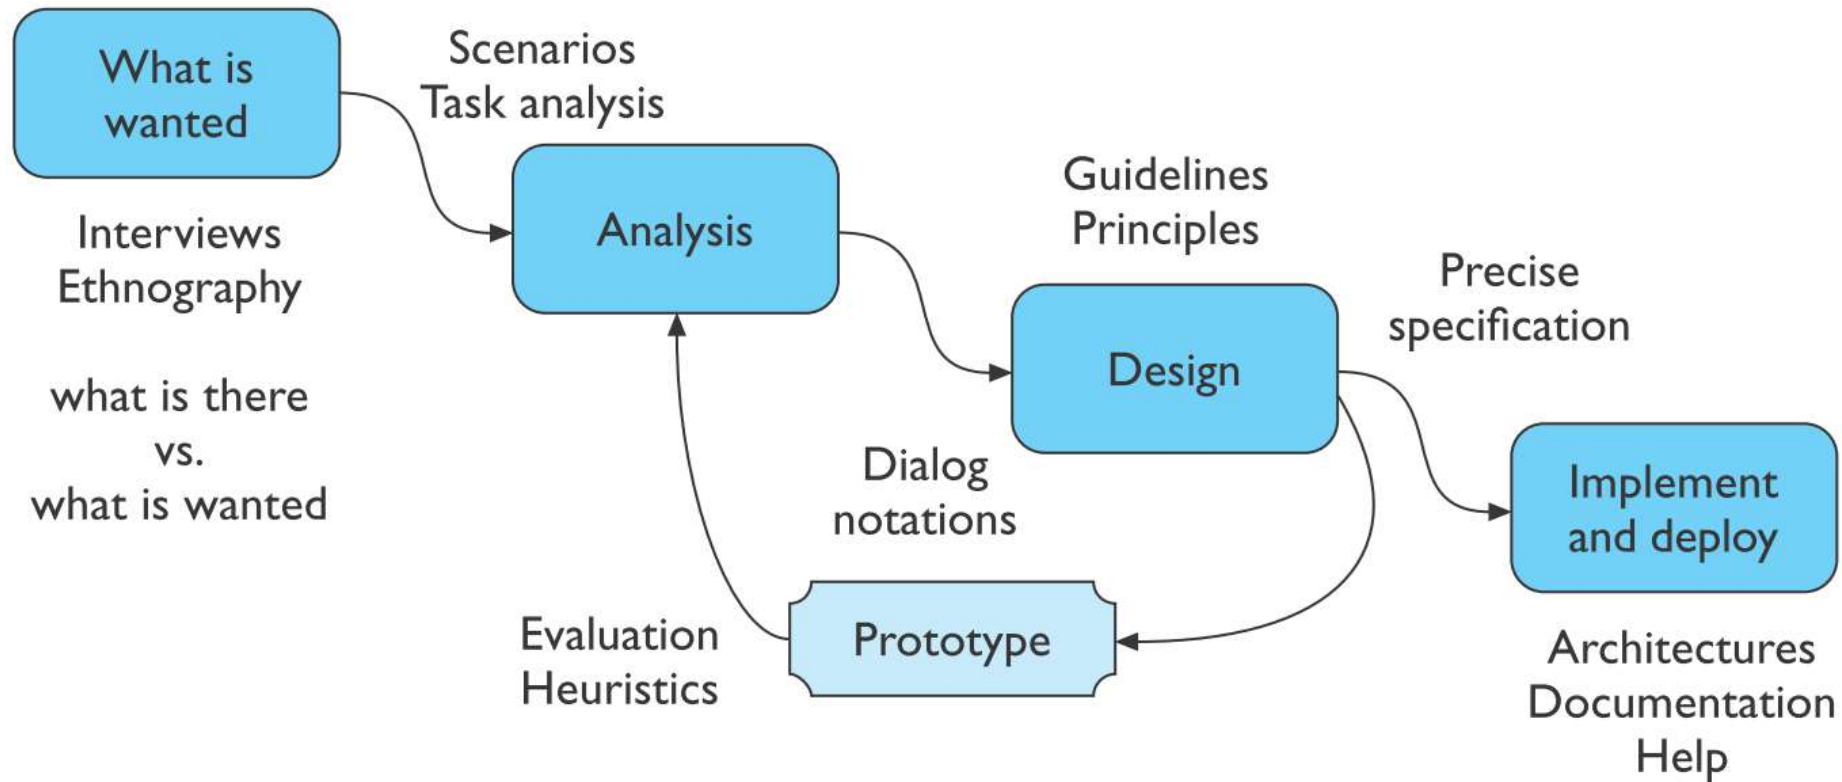 What is
wanted
Scenarios
Task analysis
Interviews
Ethnography
what is there
vs.
what is wanted
Analysis
Guidelines
Principles
Design
Precise
specification
Dialog
notations
Evaluation
Heuristics
Prototype
Implement
and deploy
Architectures
Documentation
Help